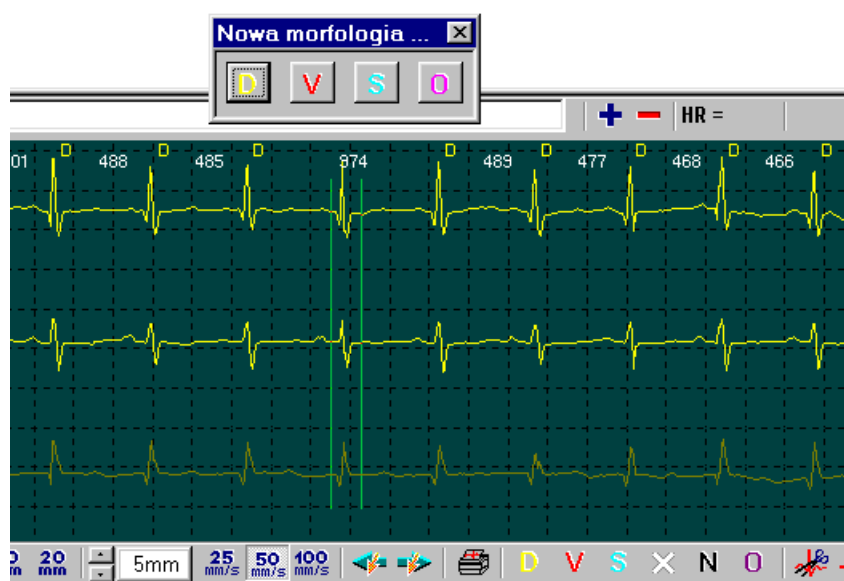 Nowa morfologia ...
D V S O
HR =
D D D D D D D D
01 488 485 974 489 477 468 466
20 mm 5mm 25 mm/s 50 mm/s 100 mm/s D V S N O